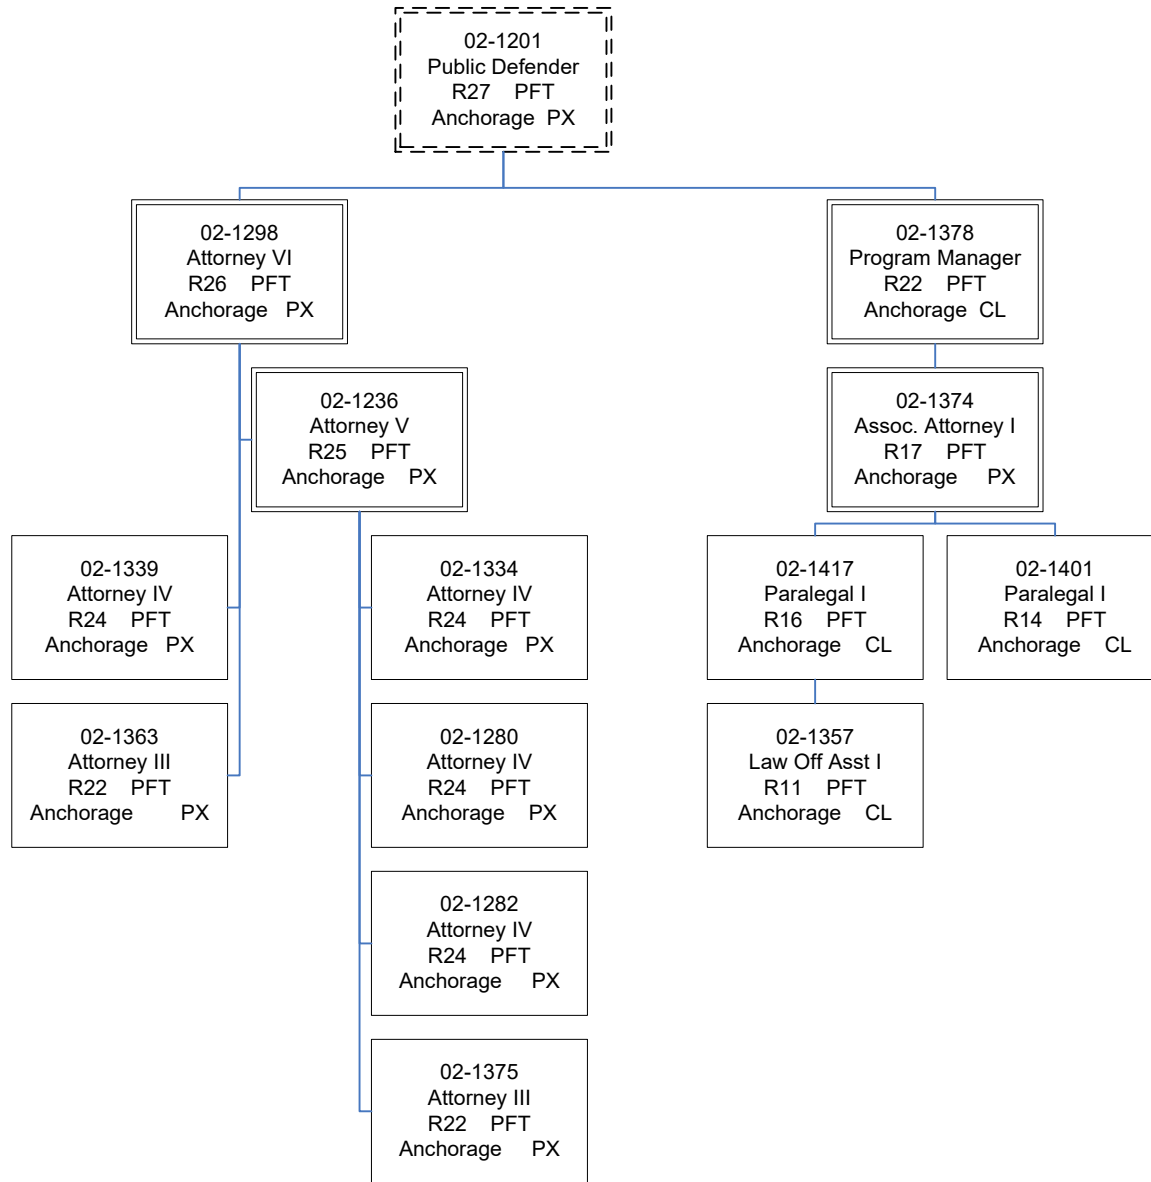 02-1201
Public Defender
R27 PFT
Anchorage PX
02-1298
Attorney VI
R26 PFT
Anchorage PX
02-1378
Program Manager
R22 PFT
Anchorage CL
02-1236
Attorney V
R25 PFT
Anchorage PX
02-1374
Assoc. Attorney I
R17 PFT
Anchorage PX
02-1339
Attorney IV
R24 PFT
Anchorage PX
02-1334
Attorney IV
R24 PFT
Anchorage PX
02-1417
Paralegal I
R16 PFT
Anchorage CL
02-1401
Paralegal I
R14 PFT
Anchorage CL
02-1363
Attorney III
R22 PFT
Anchorage PX
02-1280
Attorney IV
R24 PFT
Anchorage PX
02-1357
Law Off Asst I
R11 PFT
Anchorage CL
02-1282
Attorney IV
R24 PFT
Anchorage PX
02-1375
Attorney III
R22 PFT
Anchorage PX